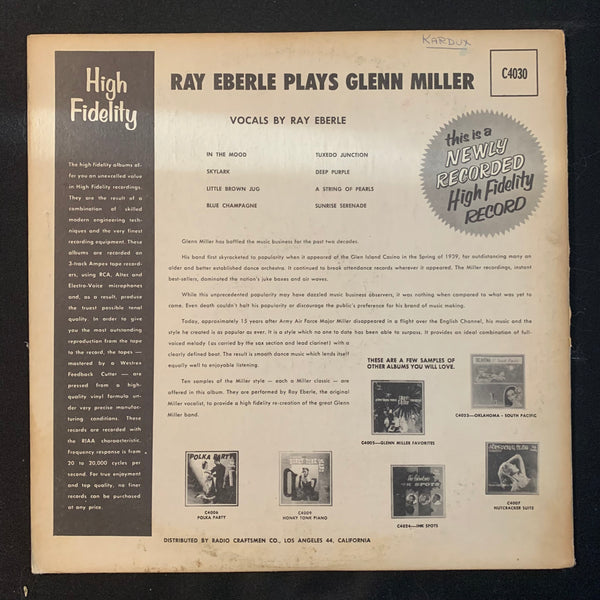 KARDUX
High
Fidelity
RAY EBERLE PLAYS GLENN MILLER
C4030
VOCALS BY RAY EBERLE
this is a
NEWLY
RECORDED
High Fidelity
RECORD
IN THE MOOD
SKYLARK
LITTLE BROWN JUG
BLUE CHAMPAGNE
TUXEDO JUNCTION
DEEP PURPLE
A STRING OF PEARLS
SUNRISE SERENADE
The high fidelity albums of-
fer you an unexcelled value
in High Fidelity recordings.
They are the result of a
combination of skilled
modern engineering tech-
niques and the very finest
recording equipment. These
albums are recorded on
3-track Ampex tape record-
ers, using RCA, Altec and
Electro-Voice microphones
and, as a result, produce
the truest possible tonal
quality. In order to give
you the most outstanding
reproduction from the tape
to the record, the tapes —
mastered by a Westrex
Feedback Cutter — are
pressed from a high-
quality vinyl formula un-
der very precise manufac-
turing conditions. These
records are recorded with
the RIAA characteristic.
Frequency response is from
20 to 20,000 cycles per
second. For true enjoyment
and top quality, no finer
records can be purchased
at any price.
Glenn Miller has baffled the music business for the past two decades.
His band first skyrocketed to popularity when it appeared of the Glen Island Casino in the Spring of 1939, far outdistancing many an
older and better established dance orchestra. It continued to break attendance records wherever it appeared. The Miller recordings, instant
best-sellers, dominated the nation's juke boxes and air waves.
While this unprecedented popularity may have dazzled music business observers, it was nothing when compared to what was yet to
came. Even death couldn't halt his popularity or discourage the public's preference for his brand of music making.
Today, approximately 15 years after Army Air Force Major Miller disappeared in a flight over the English Channel, his music and the
style he created is as popular as ever. It is a style which no one to date has been able to surpass. It provides an ideal combination of full-
voiced melody (as carried by the sax section and lead clarinet) with a
clearly defined beat. The result is smooth dance music which lends itself
equally well to enjoyable listening.
Ten samples of the Miller style — each a Miller classic — are
offered in this album. They are performed by Ray Eberle, the original
Miller vocalist, to provide a high fidelity re-creation of the great Glenn
Miller band.
THESE ARE A FEW SAMPLES OF
OTHER ALBUMS YOU WILL LOVE.
C4005—GLENN MILLER FAVORITES
C4053—OKLAHOMA - SOUTH PACIFIC
POLKA PARTY
C4006
POLKA PARTY
C4009
HONKY TONK PIANO
INK SPOTS
C4024—INK SPOTS
C4007
NUTCRACKER SUITE
DISTRIBUTED BY RADIO CRAFTSMEN CO., LOS ANGELES 44, CALIFORNIA